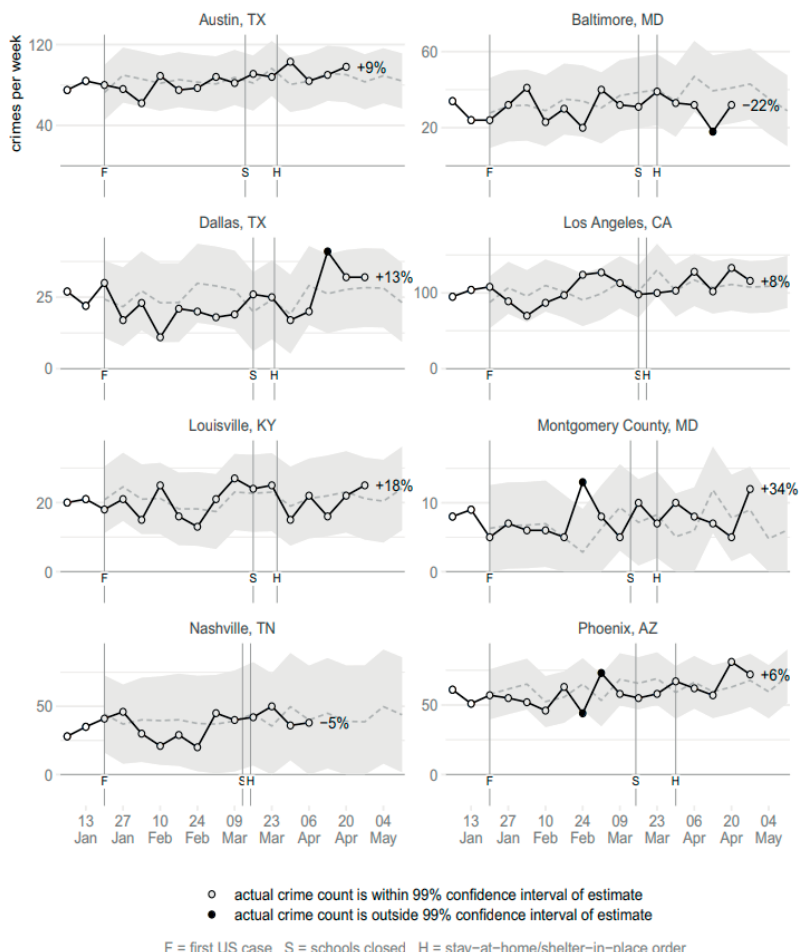 Austin, TX
Baltimore, MD
crimes per week
120
40
+9%
F
S
H
60
20
−22%
F
S
H
Dallas, TX
Los Angeles, CA
25
0
+13%
F
S
H
100
0
+8%
F
S
H
Louisville, KY
Montgomery County, MD
20
0
+18%
F
S
H
10
0
+34%
F
S
H
Nashville, TN
Phoenix, AZ
50
0
−5%
F
S
H
50
0
+6%
F
S
H
13 27 10 24 09 23 06 20 04
Jan Jan Feb Feb Mar Mar Apr Apr May
13 27 10 24 09 23 06 20 04
Jan Jan Feb Feb Mar Mar Apr Apr May
actual crime count is within 99% confidence interval of estimate
actual crime count is outside 99% confidence interval of estimate
F = first US case S = schools closed H = stay−at−home/shelter−in−place order